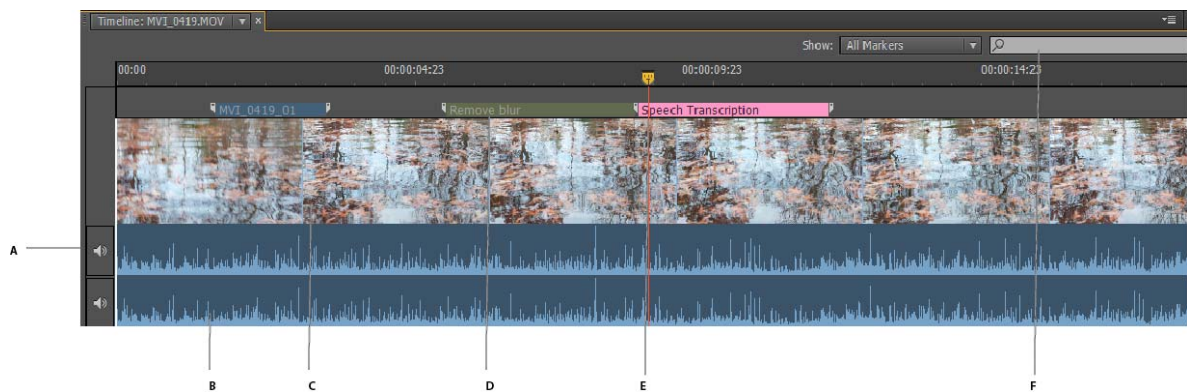 Timeline: MVI_0419.MOV
Show: All Markers
00:00 00:00:04:23 00:00:09:23 00:00:14:23
MVI_0419_01 Remove blur Speech Transcription
A
B C D E F